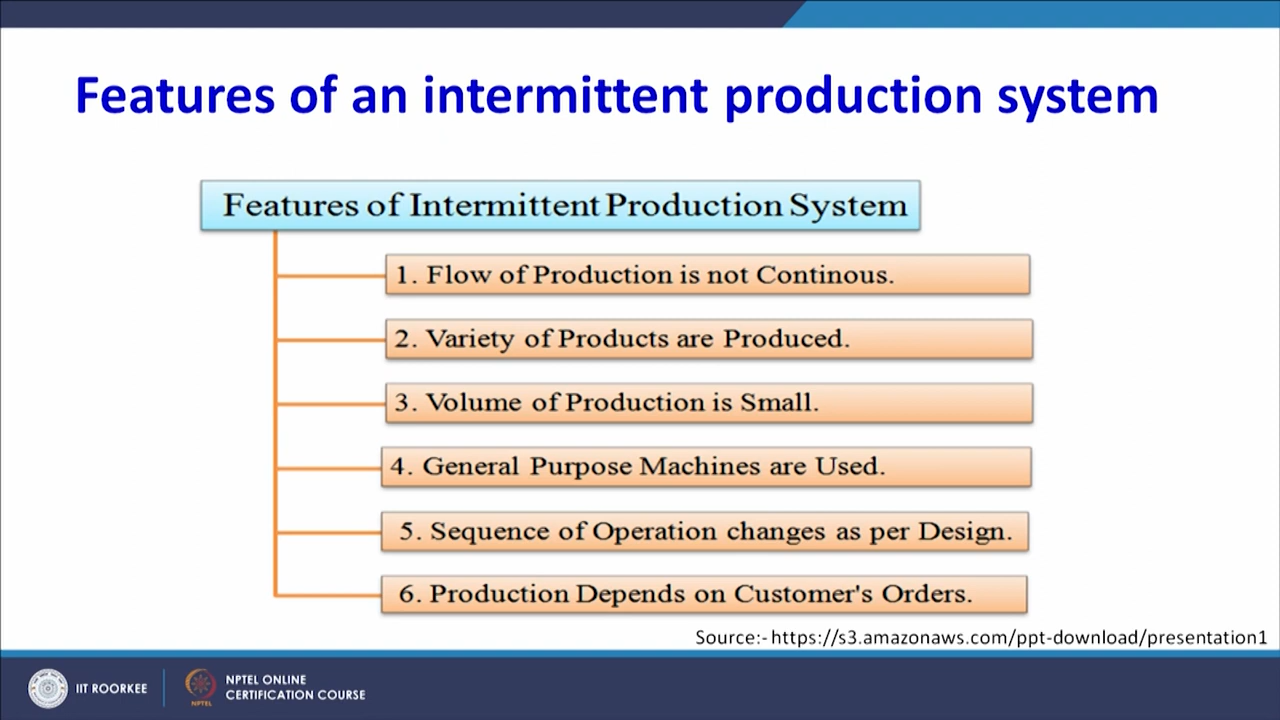 Features of an intermittent production system
Features of Intermittent Production System
1. Flow of Production is not Continous.
2. Variety of Products are Produced.
3. Volume of Production is Small.
4. General Purpose Machines are Used.
5. Sequence of Operation changes as per Design.
6. Production Depends on Customer's Orders.
Source:- https://s3.amazonaws.com/ppt-download/presentation1
IIT ROORKEE
NPTEL
NPTEL ONLINE
CERTIFICATION COURSE